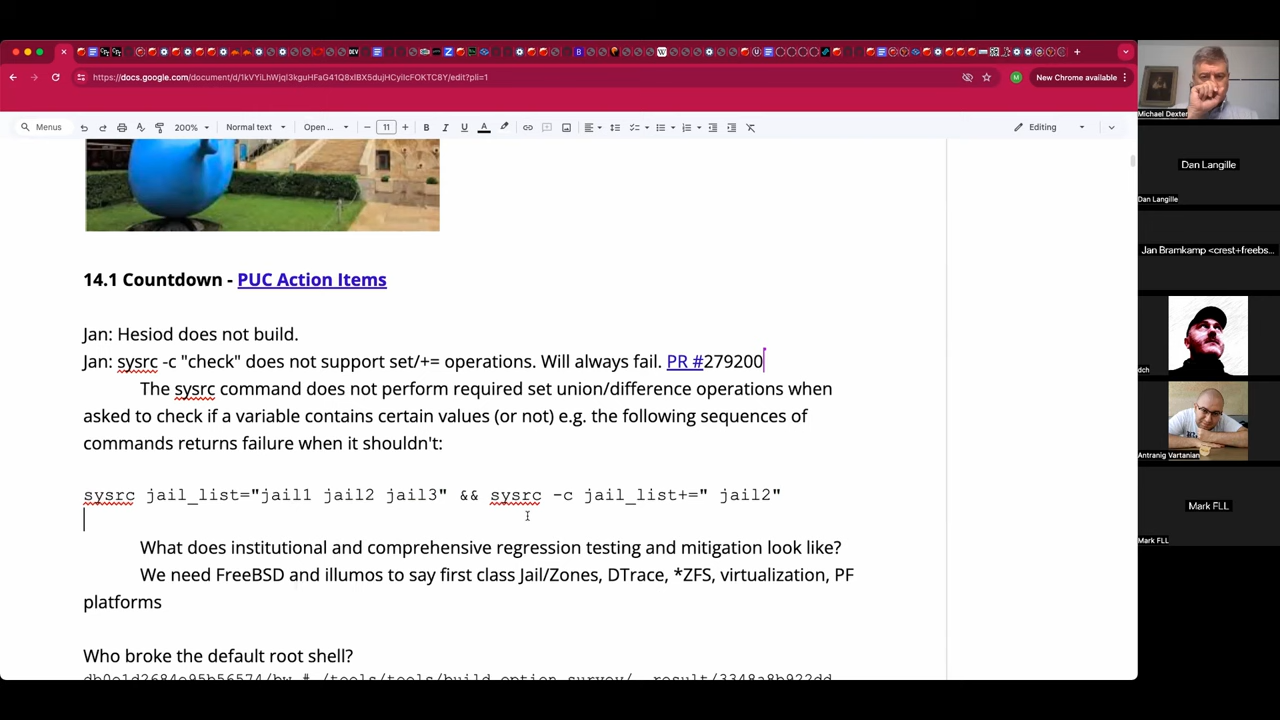 https://docs.google.com/document/d/1kVYiLhWjqI3kguHFaG41Q8xlBX5dujHCyiIcFOKTC8Y/edit?pli=1
New Chrome available
Menus
200%
Normal text
Open ...
11
Editing
14.1 Countdown - PUC Action Items
Jan: Hesiod does not build.
Jan: sysrc -c "check" does not support set/+= operations. Will always fail. PR #279200
The sysrc command does not perform required set union/difference operations when
asked to check if a variable contains certain values (or not) e.g. the following sequences of
commands returns failure when it shouldn't:
sysrc jail_list="jail1 jail2 jail3" && sysrc -c jail_list+=" jail2"
What does institutional and comprehensive regression testing and mitigation look like?
We need FreeBSD and illumos to say first class Jail/Zones, DTrace, *ZFS, virtualization, PF
platforms
Who broke the default root shell?
Michael Dexter
Dan Langille
Dan Langille
Jan Bramkamp <crest+freebs...
dch
Antranig Vartanian
Mark FLL
Mark FLL